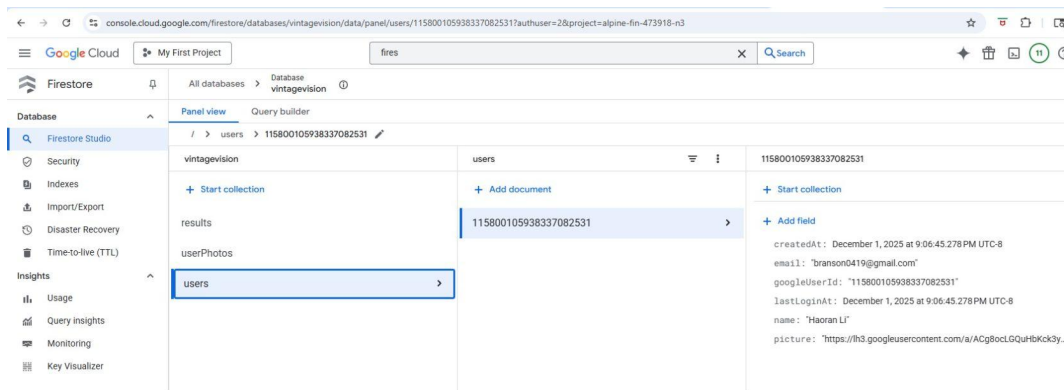 console.cloud.google.com/firestore/databases/vintagevision/data/panel/users/115800105938337082531?authuser=2&project=alpine-fin-473918-n3
Google Cloud
My First Project
fires
Search
11
Firestore
All databases > Database
vintagevision
Database
Panel view
Query builder
Firestore Studio
/ > users > 115800105938337082531
Security
vintagevision
users
115800105938337082531
Indexes
+ Start collection
+ Add document
+ Start collection
Import/Export
results
115800105938337082531
+ Add field
Disaster Recovery
createdAt: December 1, 2025 at 9:06:45.278 PM UTC-8
Time-to-live (TTL)
userPhotos
email: "branson0419@gmail.com"
Insights
users
googleUserId: "115800105938337082531"
Usage
lastLoginAt: December 1, 2025 at 9:06:45.278 PM UTC-8
Query insights
name: "Haoran Li"
Monitoring
picture: "https://lh3.googleusercontent.com/a/ACg8ocLGQuHbKck3y...
Key Visualizer